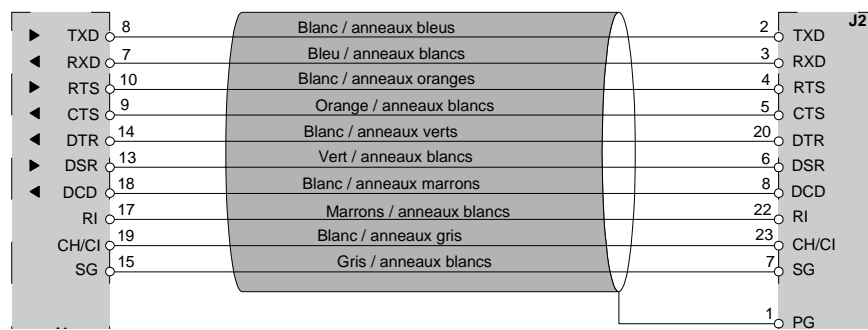 J2
TXD 8 Blanc / anneaux bleus 2 TXD
RXD 7 Bleu / anneaux blancs 3 RXD
RTS 10 Blanc / anneaux oranges 4 RTS
CTS 9 Orange / anneaux blancs 5 CTS
DTR 14 Blanc / anneaux verts 20 DTR
DSR 13 Vert / anneaux blancs 6 DSR
DCD 18 Blanc / anneaux marrons 8 DCD
RI 17 Marrons / anneaux blancs 22 RI
CH/CI 19 Blanc / anneaux gris 23 CH/CI
SG 15 Gris / anneaux blancs 7 SG
1 PG